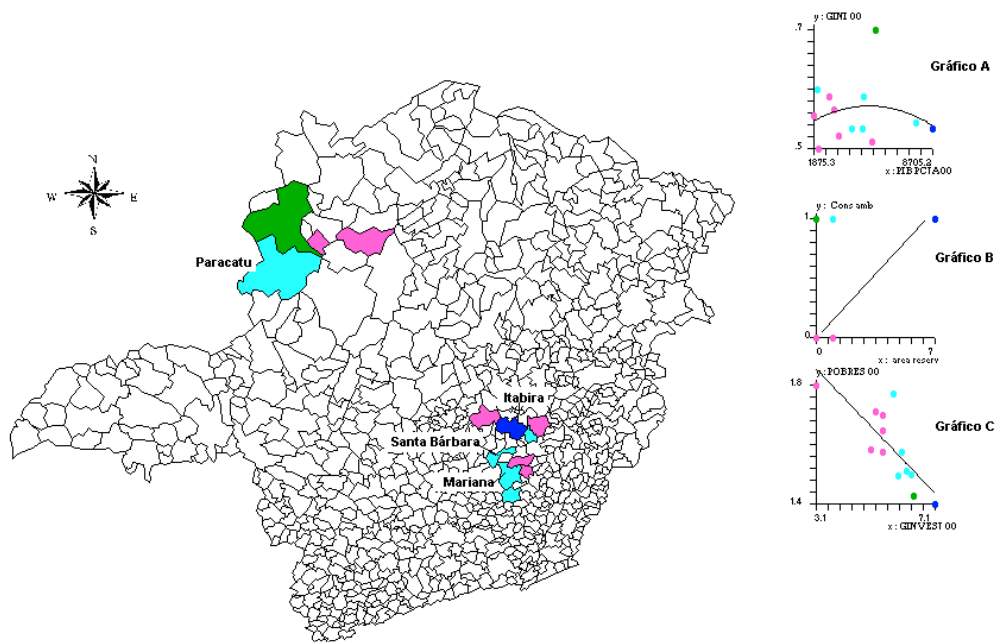 N
W E
S
Paracatu
Itabira
Santa Bárbara
Mariana
y : GINI 00
.7
Gráfico A
.5
1875.3 8705.2
x : PIBPCTA00
y : Cons amb
1
Gráfico B
0
0 7
x : area reserv
y : POBRES 00
1.8
Gráfico C
1.4
3.1 7.1
x : GINVEST 00